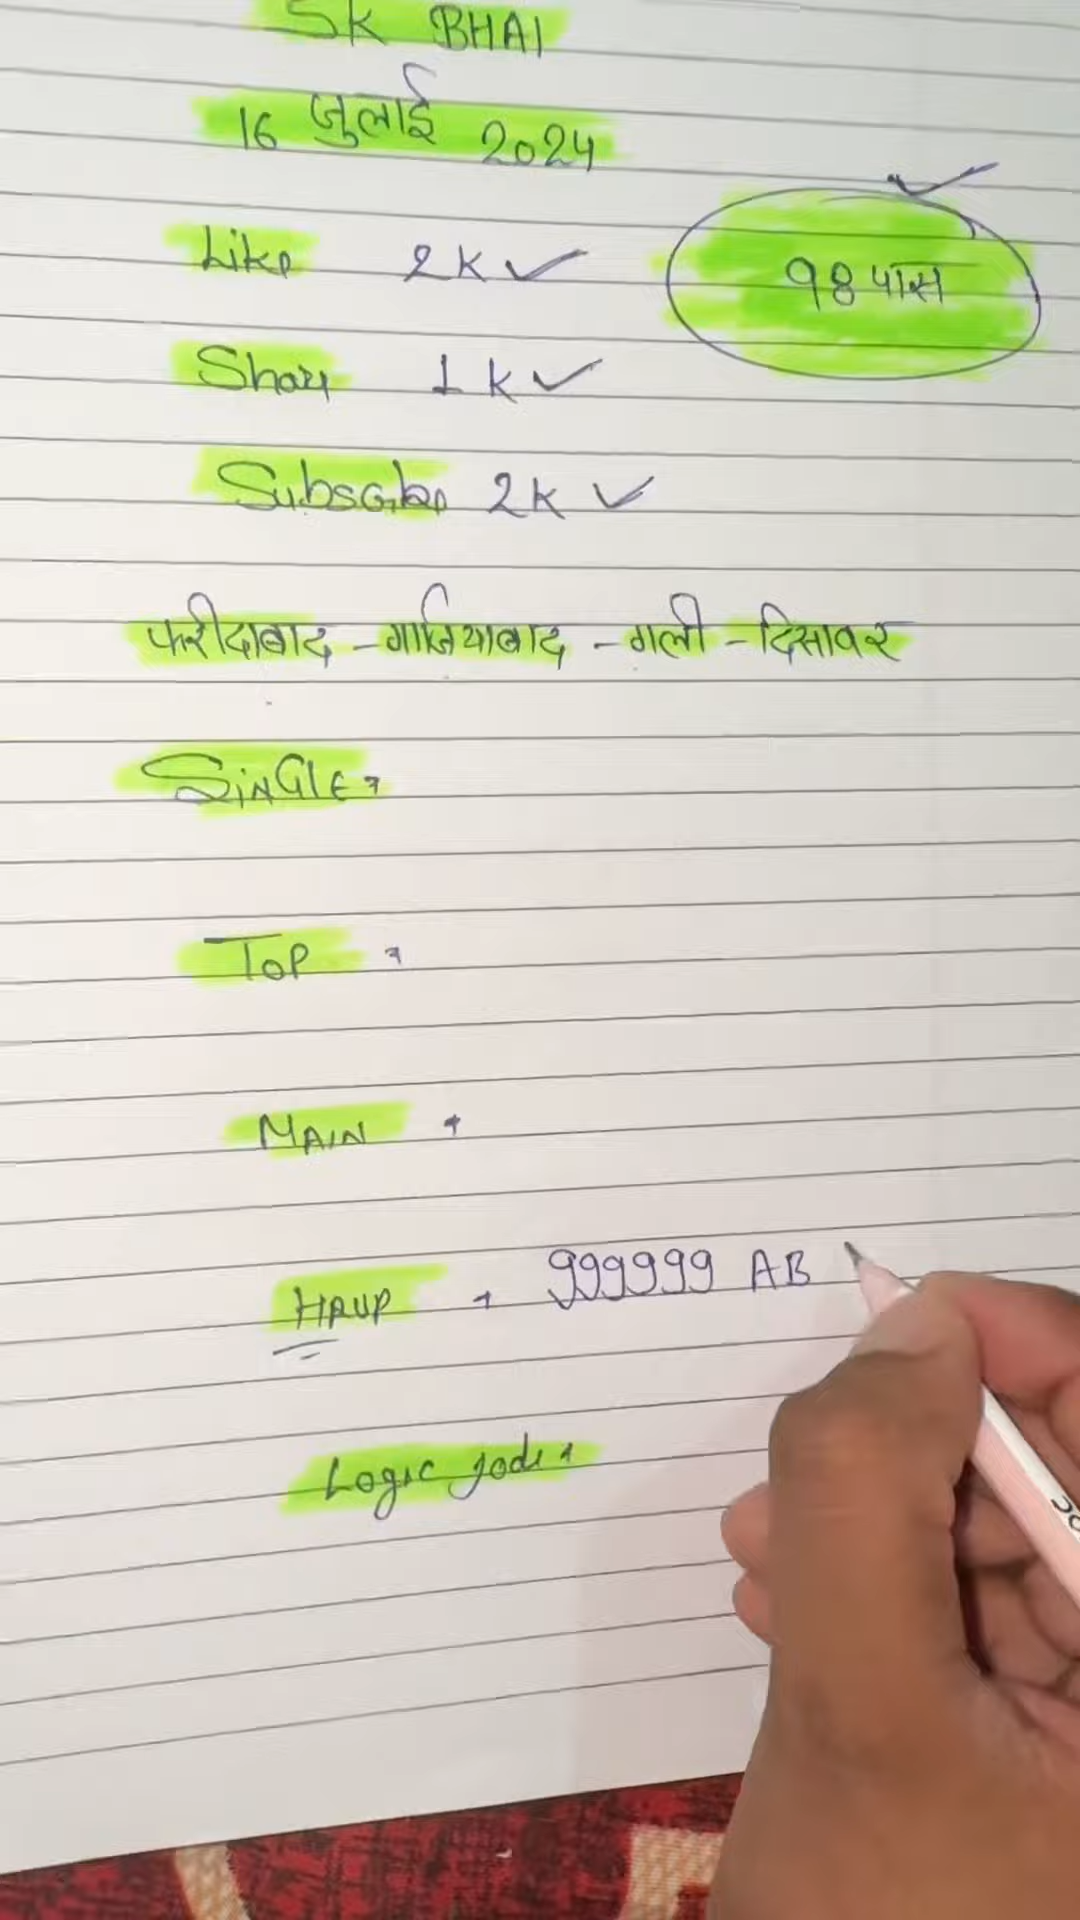 SK BHAI
16 जुलाई 2024
Like 2K ✓
98 पास
Share 1K ✓
Subscribe 2K ✓
फरीदाबाद - गाजियाबाद - गली - दिसावर
SiNGlE
ToP
MAIN
HRUP 999999 AB
Logic Jodi